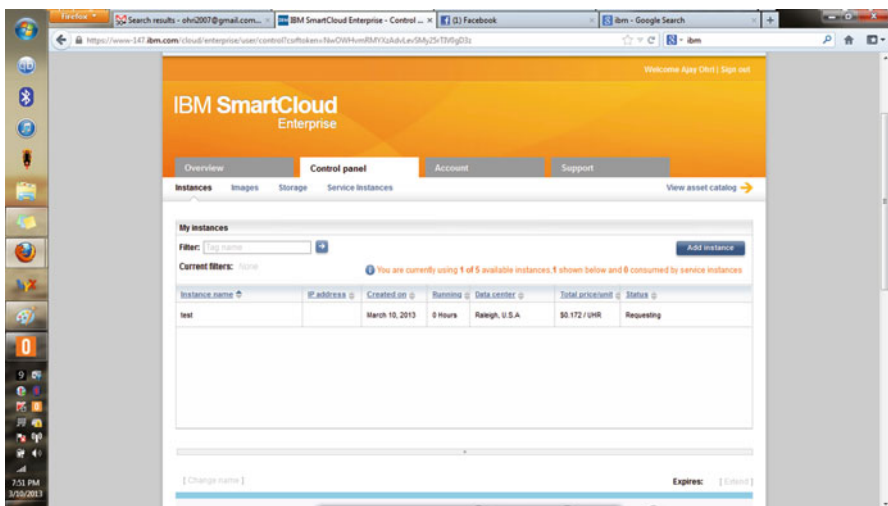 Firefox
Search results - ohri2007@gmail.com...
IBM SmartCloud Enterprise - Control ...
(1) Facebook
ibm - Google Search
ibm
Welcome Ajay Ohri | Sign out
IBM SmartCloud
Enterprise
Overview Control panel Account Support
Instances Images Storage Service Instances View asset catalog
My instances
Filter: Tag name Add instance
Current filters: None
You are currently using 1 of 5 available instances.1 shown below and 0 consumed by service instances
Instance name IP address Created on Running Data center Total price/unit Status
test March 10, 2013 0 Hours Raleigh, U.S.A $0.172 / UHR Requesting
[ Change name ] Expires: [ Extend ]
7:51 PM
3/10/2013